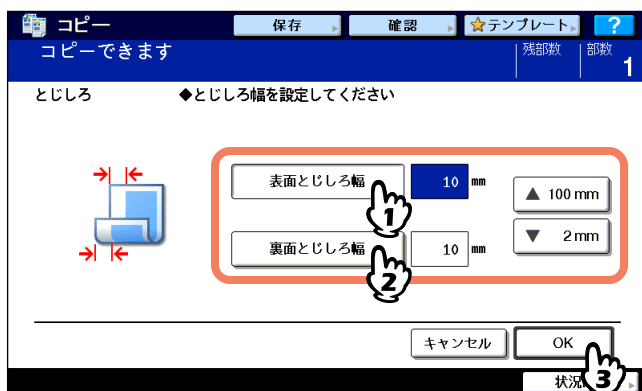 コピー 保存 確認 テンプレート ?
コピーできます 残部数 部数 1
とじしろ ◆とじしろ幅を設定してください
表面とじしろ幅 10 mm ▲ 100 mm
1
裏面とじしろ幅 10 mm ▼ 2 mm
2
キャンセル OK
状況 3